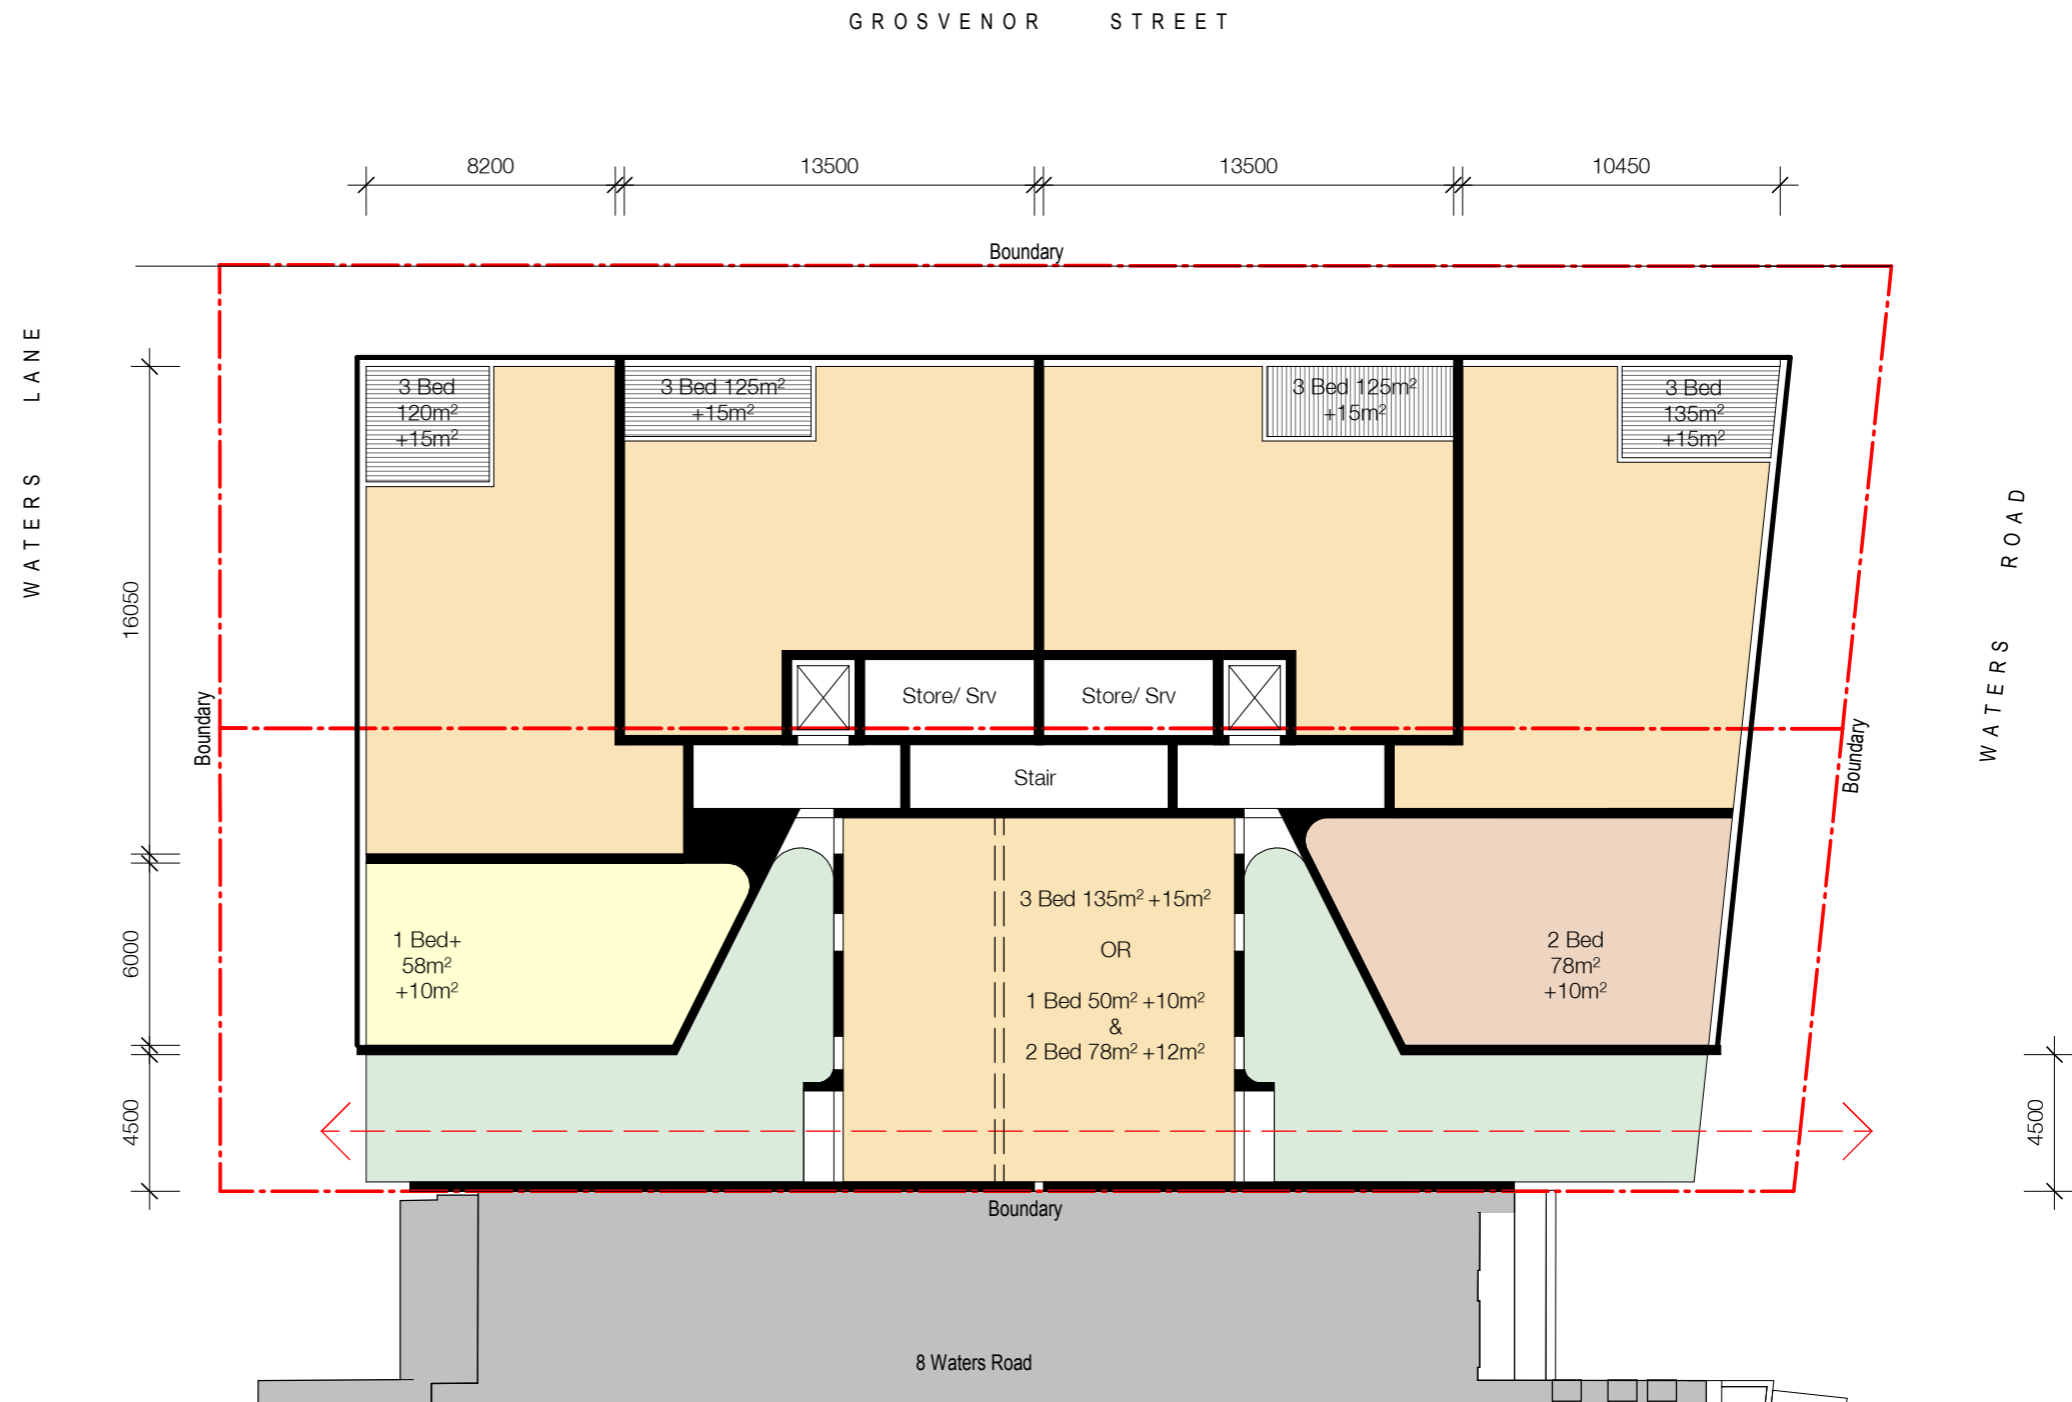 GROSVENOR STREET
8200
13500
13500
10450
Boundary
WATERS LANE
WATERS ROAD
3 Bed
120m²
+15m²
3 Bed 125m²
+15m²
3 Bed 125m²
+15m²
3 Bed
135m²
+15m²
16050
Boundary
Store/ Srv
Store/ Srv
Boundary
Stair
6000
1 Bed+
58m²
+10m²
3 Bed 135m² +15m²
OR
1 Bed 50m² +10m²
&
2 Bed 78m² +12m²
2 Bed
78m²
+10m²
4500
4500
Boundary
8 Waters Road